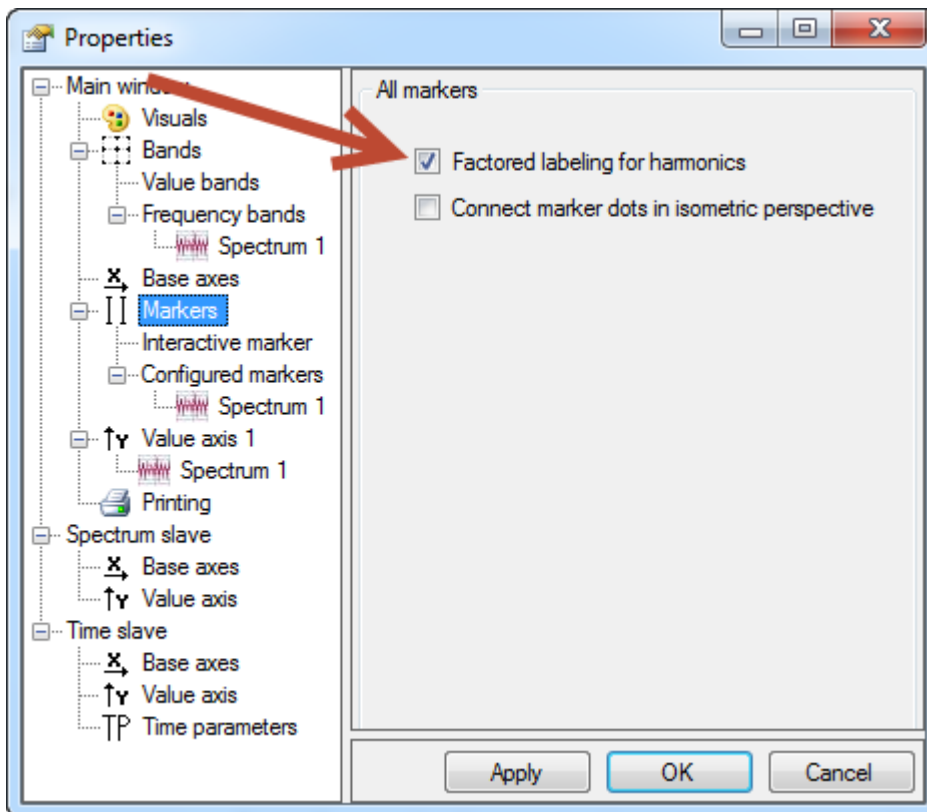 Properties
Main window
Visuals
Bands
Value bands
Frequency bands
Spectrum 1
X Base axes
Markers
Interactive marker
Configured markers
Spectrum 1
Y Value axis 1
Spectrum 1
Printing
Spectrum slave
X Base axes
Y Value axis
Time slave
X Base axes
Y Value axis
TP Time parameters
All markers
Factored labeling for harmonics
Connect marker dots in isometric perspective
Apply
OK
Cancel